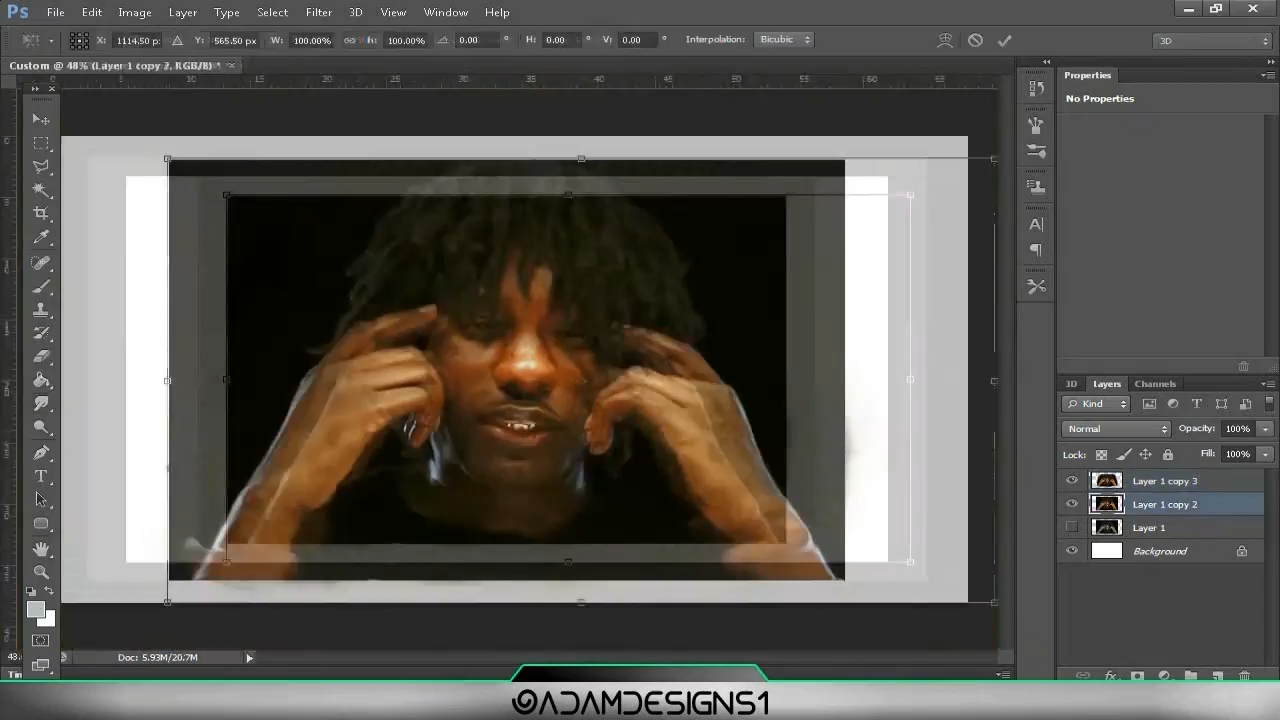 Ps File Edit Image Layer Type Select Filter 3D View Window Help
X: 1114.50 p: Y: 565.50 px W: 100.00% H: 100.00% 0.00 ° H: 0.00 ° V: 0.00 ° Interpolation: Bicubic 3D
Custom @ 48% (Layer 1 copy 2, RGB/8) * ×
Properties
No Properties
3D Layers Channels
Kind
Normal Opacity: 100%
Lock: Fill: 100%
Layer 1 copy 3
Layer 1 copy 2
Layer 1
Background
Doc: 5.93M/20.7M
@ADAMDESIGNS1